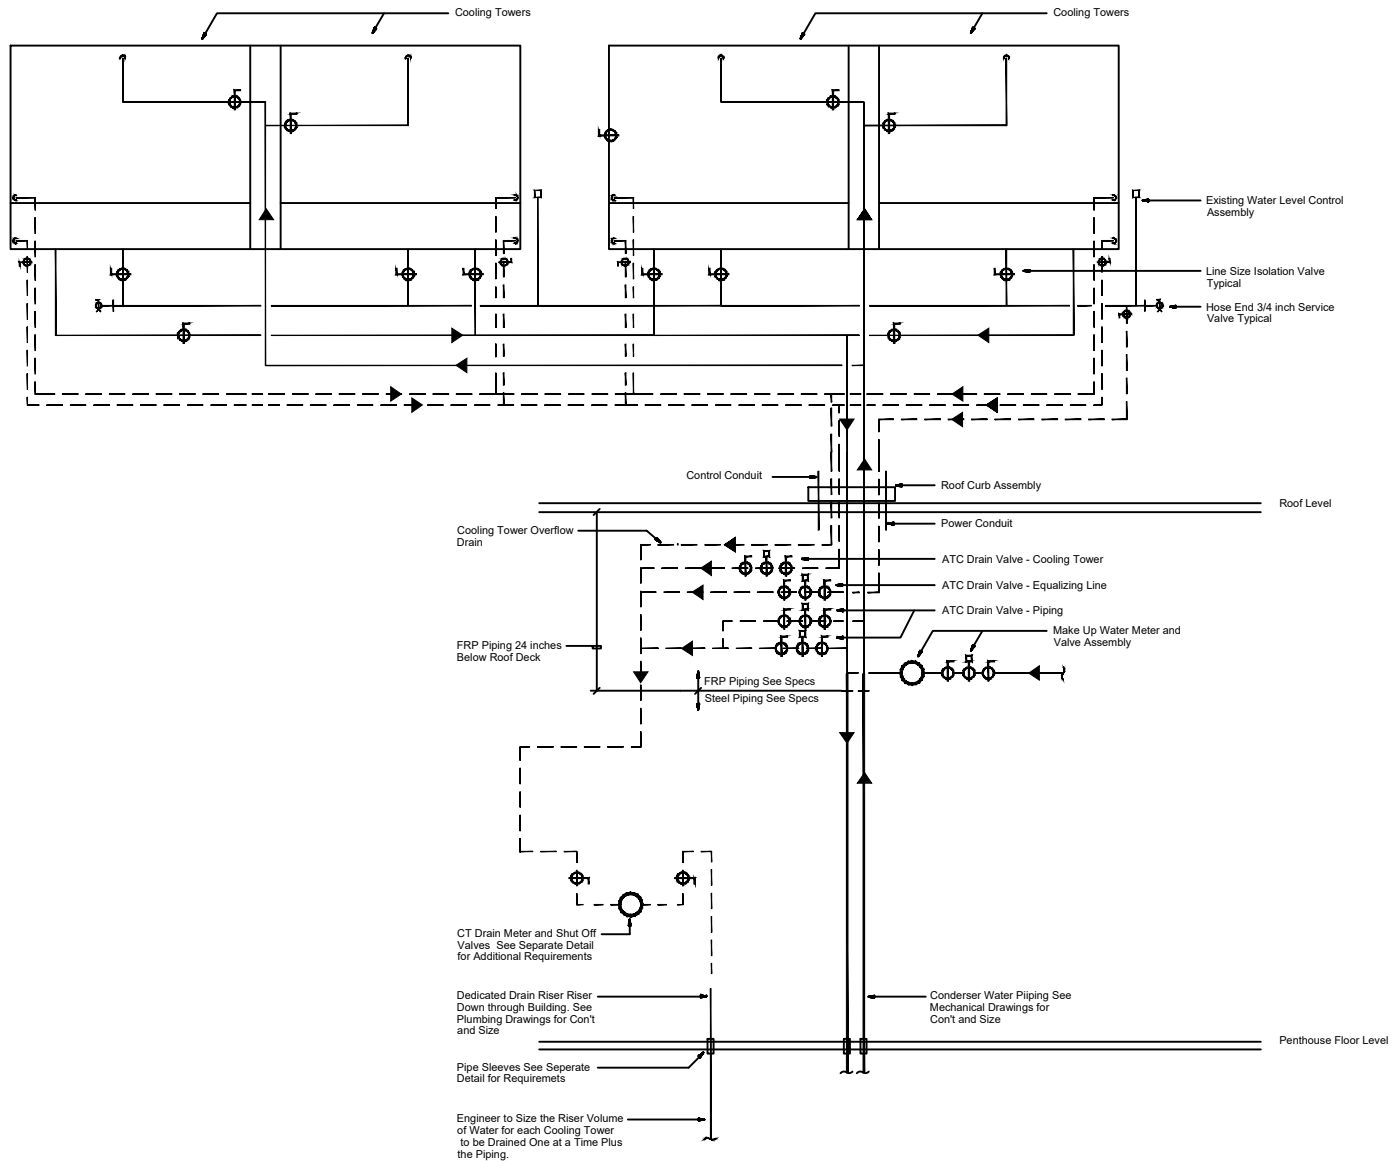 Cooling Towers
Cooling Towers
Existing Water Level Control
Assembly
Line Size Isolation Valve
Typical
Hose End 3/4 inch Service
Valve Typical
Control Conduit
Roof Curb Assembly
Roof Level
Power Conduit
Cooling Tower Overflow
Drain
ATC Drain Valve - Cooling Tower
ATC Drain Valve - Equalizing Line
ATC Drain Valve - Piping
Make Up Water Meter and
Valve Assembly
FRP Piping 24 inches
Below Roof Deck
FRP Piping See Specs
Steel Piping See Specs
CT Drain Meter and Shut Off
Valves See Separate Detail
for Additional Requirements
Dedicated Drain Riser Riser
Down through Building. See
Plumbing Drawings for Con't
and Size
Conderser Water Piiping See
Mechanical Drawings for
Con't and Size
Penthouse Floor Level
Pipe Sleeves See Seperate
Detail for Requiremets
Engineer to Size the Riser Volume
of Water for each Cooling Tower
to be Drained One at a Time Plus
the Piping.